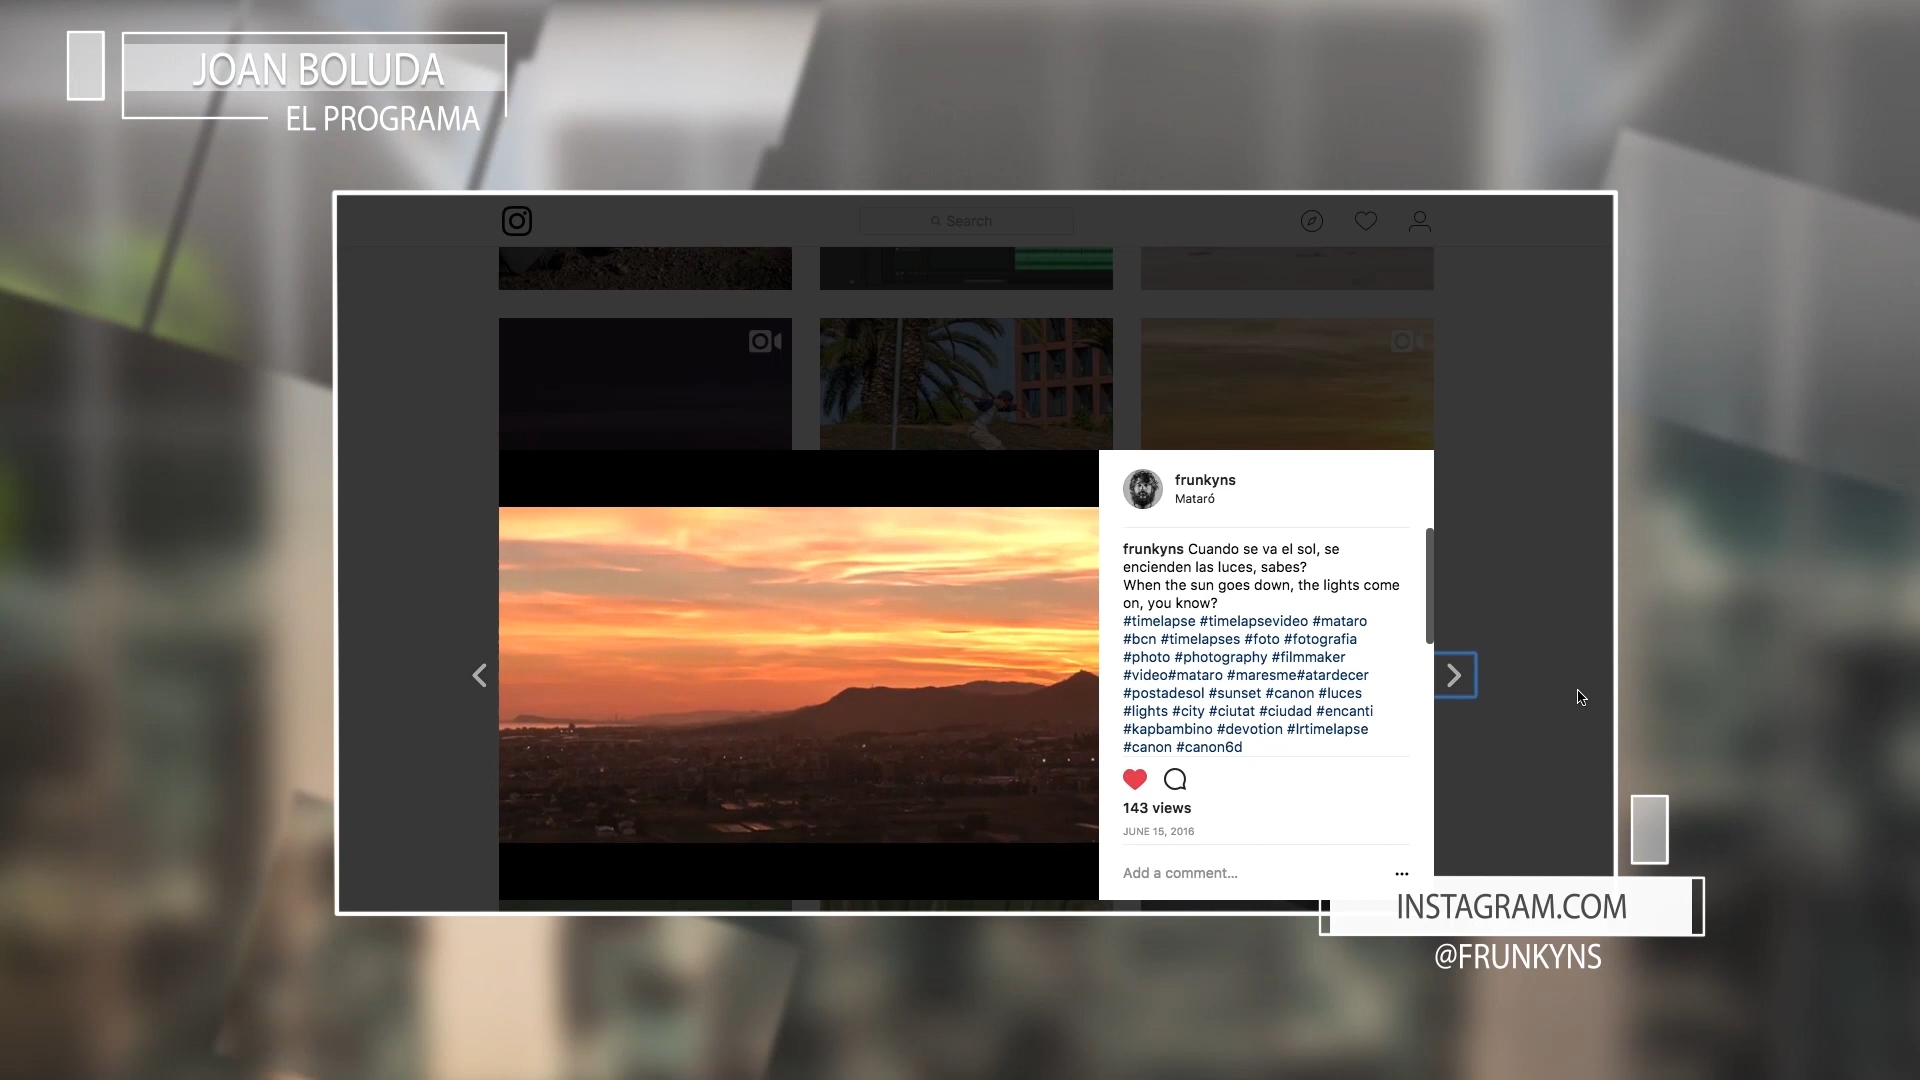 JOAN BOLUDA
EL PROGRAMA
Search
frunkyns
Mataró
frunkyns Cuando se va el sol, se
encienden las luces, sabes?
When the sun goes down, the lights come
on, you know?
#timelapse #timelapsevideo #mataro
#bcn #timelapses #foto #fotografia
#photo #photography #filmmaker
#video#mataro #maresme#atardecer
#postadesol #sunset #canon #luces
#lights #city #ciutat #ciudad #encanti
#kapbambino #devotion #lrtimelapse
#canon #canon6d
143 views
JUNE 15, 2016
Add a comment...
INSTAGRAM.COM
@FRUNKYNS